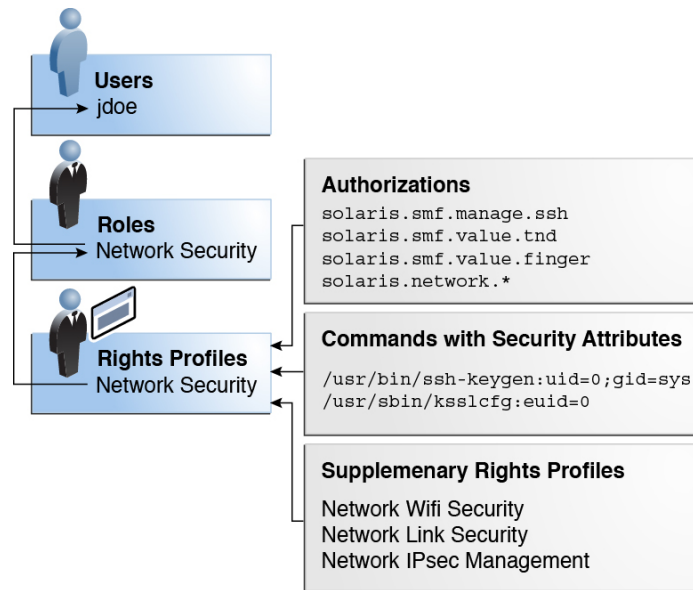 Users
jdoe
Roles
Network Security
Rights Profiles
Network Security
Authorizations
solaris.smf.manage.ssh
solaris.smf.value.tnd
solaris.smf.value.finger
solaris.network.*
Commands with Security Attributes
/usr/bin/ssh-keygen:uid=0;gid=sys
/usr/sbin/ksslcfg:euid=0
Supplemenary Rights Profiles
Network Wifi Security
Network Link Security
Network IPsec Management